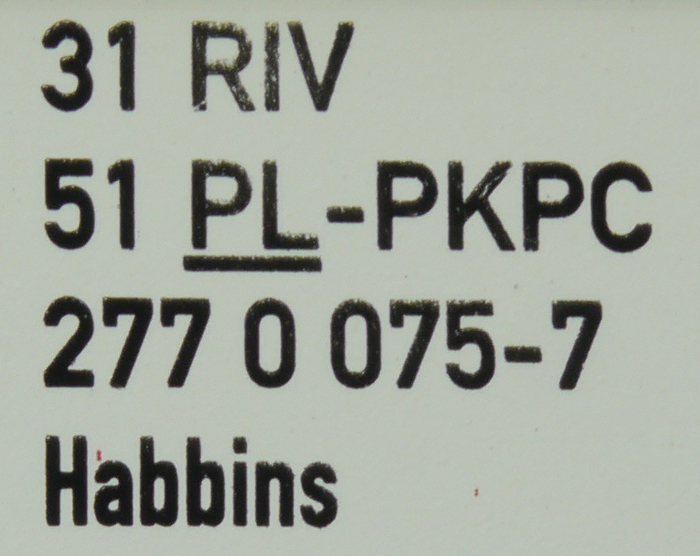 31 RIV
51 PL-PKPC
277 0 075-7
Habbins